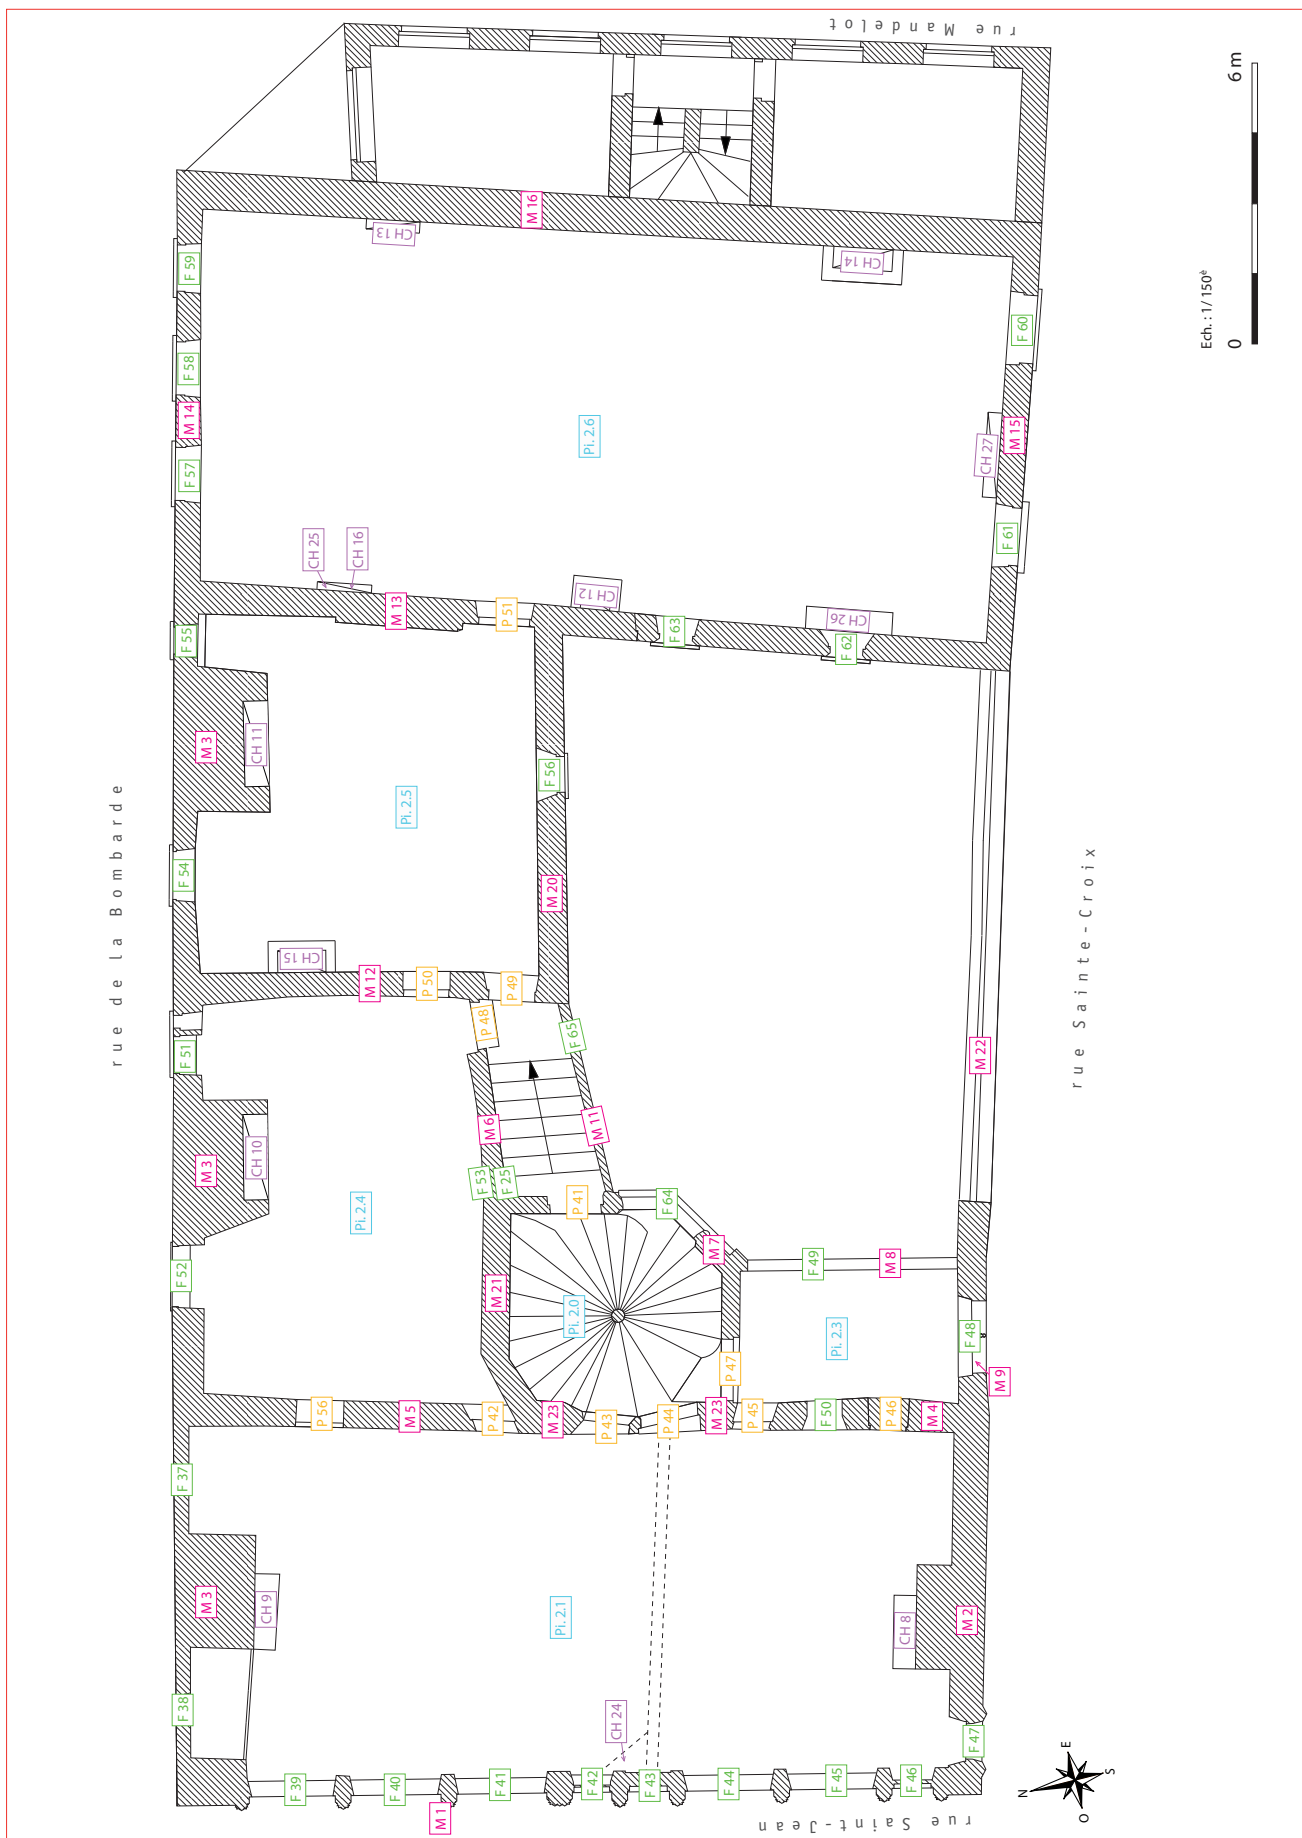 rue Mandelot
6 m
Ech. : 1/ 150è
0
M 16
CH 13
CH 14
F 59
F 60
F 58
M 14
Pi. 2.6
M 15
CH 27
F 57
F 61
CH 25
CH 16
CH 12
M 13
P 51
CH 26
F 63
F 62
F 55
M 3
CH 11
F 56
Pi. 2.5
rue de la Bombarde
F 54
M 20
rue Sainte-Croix
CH 15
M 12
P 50
P 49
P 48
F 65
F 51
M 22
M 6
M 11
M 3
CH 10
F 53
F 25
P 41
F 64
Pi. 2.4
M 7
F 49
M 8
F 52
M 21
Pi. 2.0
Pi. 2.3
F 48
P 47
M 9
P 56
M 5
P 42
M 23
P 43
P 44
M 23
P 45
F 50
P 46
M 4
F 37
M 3
CH 9
Pi. 2.1
CH 8
M 2
F 38
CH 24
F 47
F 39
F 40
F 41
F 42
F 43
F 44
F 45
F 46
M 1
N
E
S
O
rue Saint-Jean